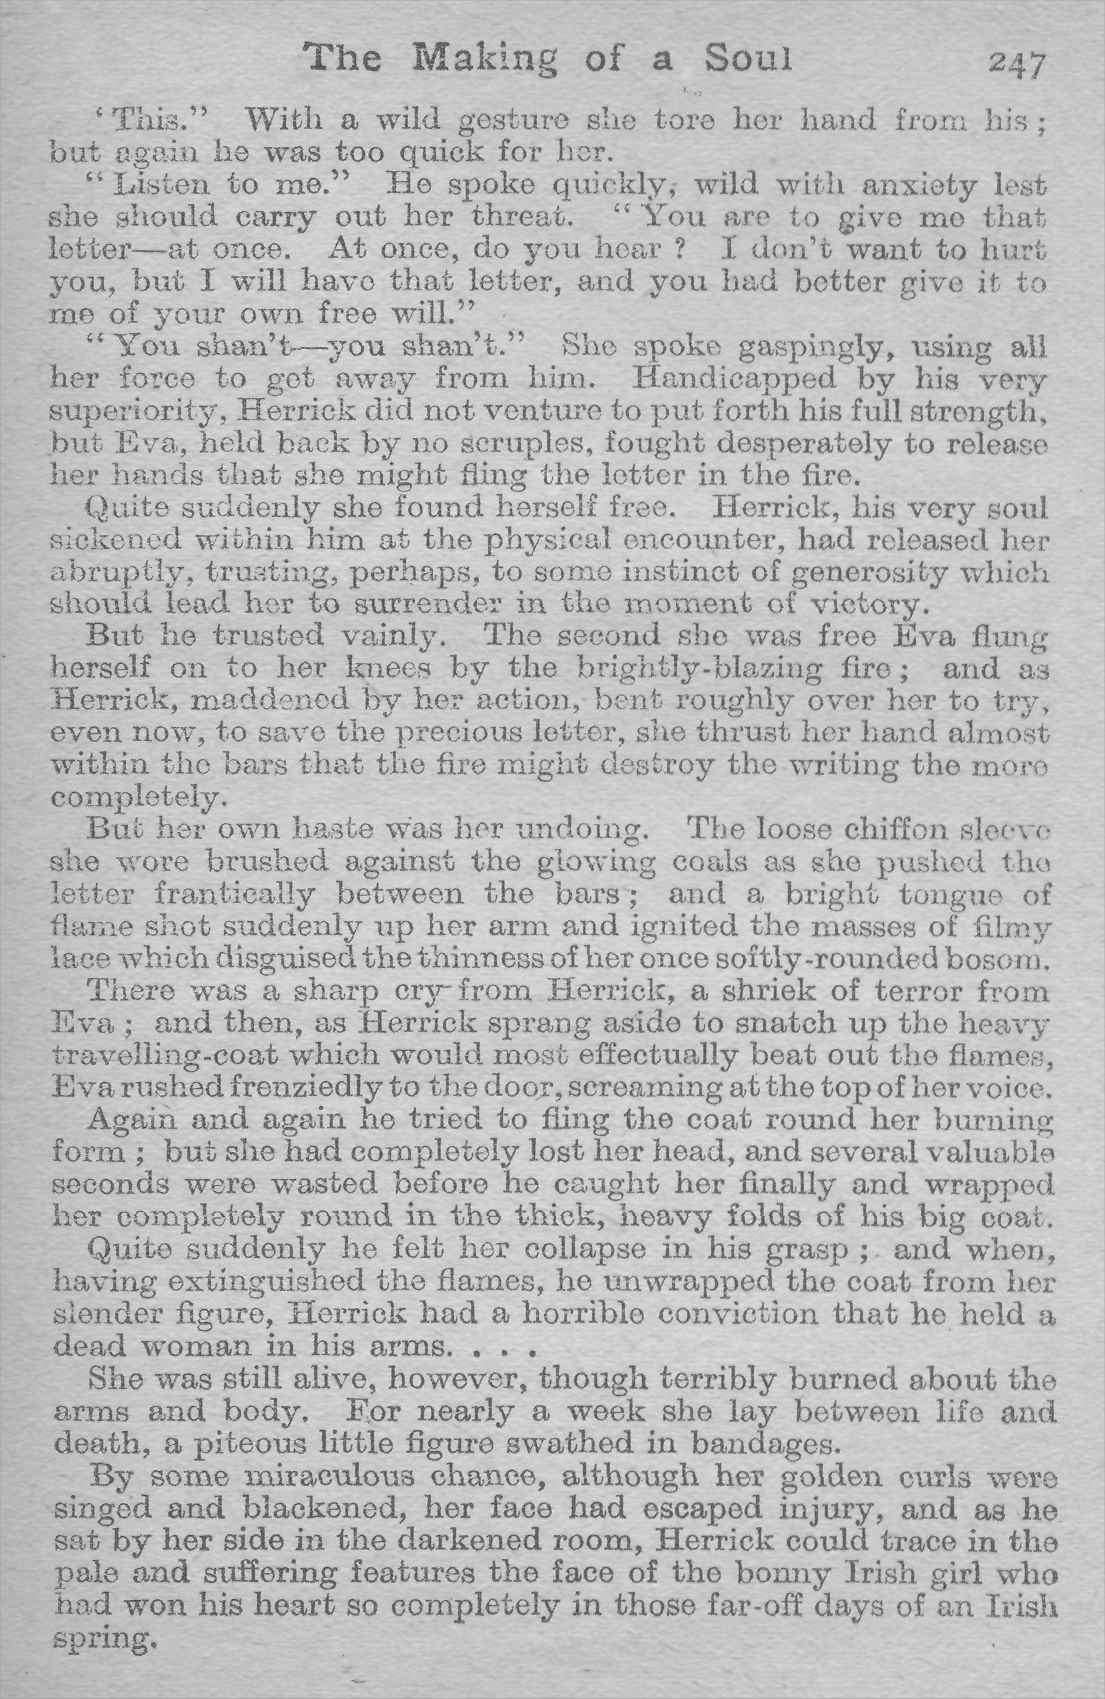 The Making of a Soul 247
‘This.” With a wild gesture she tore her hand from his ;
but again he was too quick for her.
“Listen to me.” He spoke quickly, wild with anxiety lest
she should carry out her threat. “You are to give me that
letter—at once. At once, do you hear ? I don’t want to hurt
you, but I will have that letter, and you had better give it to
me of your own free will.”
“You shan’t—you shan’t.” She spoke gaspingly, using all
her force to get away from him. Handicapped by his very
superiority, Herrick did not venture to put forth his full strength,
but Eva, held back by no scruples, fought desperately to release
her hands that she might fling the letter in the fire.
Quite suddenly she found herself free. Herrick, his very soul
sickened within him at the physical encounter, had released her
abruptly, trusting, perhaps, to some instinct of generosity which
should lead her to surrender in the moment of victory.
But he trusted vainly. The second she was free Eva flung
herself on to her knees by the brightly-blazing fire ; and as
Herrick, maddened by her action, bent roughly over her to try,
even now, to save the precious letter, she thrust her hand almost
within the bars that the fire might destroy the writing the more
completely.
But her own haste was her undoing. The loose chiffon sleeve
she wore brushed against the glowing coals as she pushed the
letter frantically between the bars ; and a bright tongue of
flame shot suddenly up her arm and ignited the masses of filmy
lace which disguised the thinness of her once softly-rounded bosom.
There was a sharp cry from Herrick, a shriek of terror from
Eva ; and then, as Herrick sprang aside to snatch up the heavy
travelling-coat which would most effectually beat out the flames,
Eva rushed frenziedly to the door, screaming at the top of her voice.
Again and again he tried to fling the coat round her burning
form ; but she had completely lost her head, and several valuable
seconds were wasted before he caught her finally and wrapped
her completely round in the thick, heavy folds of his big coat.
Quite suddenly he felt her collapse in his grasp ; and when,
having extinguished the flames, he unwrapped the coat from her
slender figure, Herrick had a horrible conviction that he held a
dead woman in his arms. . . .
She was still alive, however, though terribly burned about the
arms and body. For nearly a week she lay between life and
death, a piteous little figure swathed in bandages.
By some miraculous chance, although her golden curls were
singed and blackened, her face had escaped injury, and as he
sat by her side in the darkened room, Herrick could trace in the
pale and suffering features the face of the bonny Irish girl who
had won his heart so completely in those far-off days of an Irish
spring.